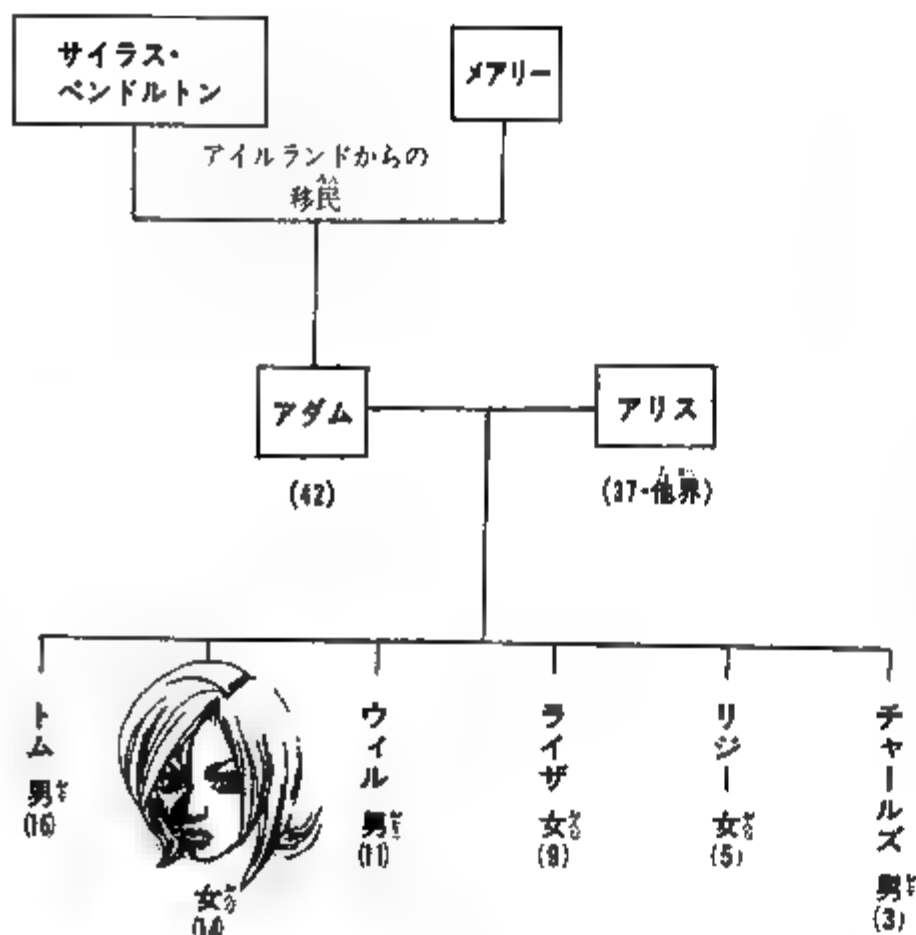 サイラス・
ペンドルトン
メアリー
アイルランドからの
移民
アダム
(42)
アリス
(37・他界)
トム 男
(16)
女
(14)
ウィル 男
(11)
ライザ 女
(9)
リジー 女
(5)
チャールズ 男
(3)